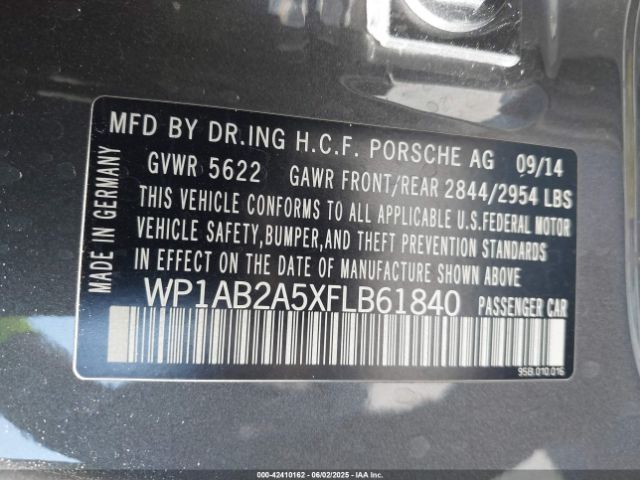 MFD BY DR.ING H.C.F. PORSCHE AG 09/14
GVWR 5622 GAWR FRONT/REAR 2844/2954 LBS
THIS VEHICLE CONFORMS TO ALL APPLICABLE U.S.FEDERAL MOTOR
VEHICLE SAFETY,BUMPER,AND THEFT PREVENTION STANDARDS
IN EFFECT ON THE DATE OF MANUFACTURE SHOWN ABOVE
WP1AB2A5XFLB61840 PASSENGER CAR
MADE IN GERMANY
95B.010.016
000-42410162 - 06/02/2025 - IAAI.COM